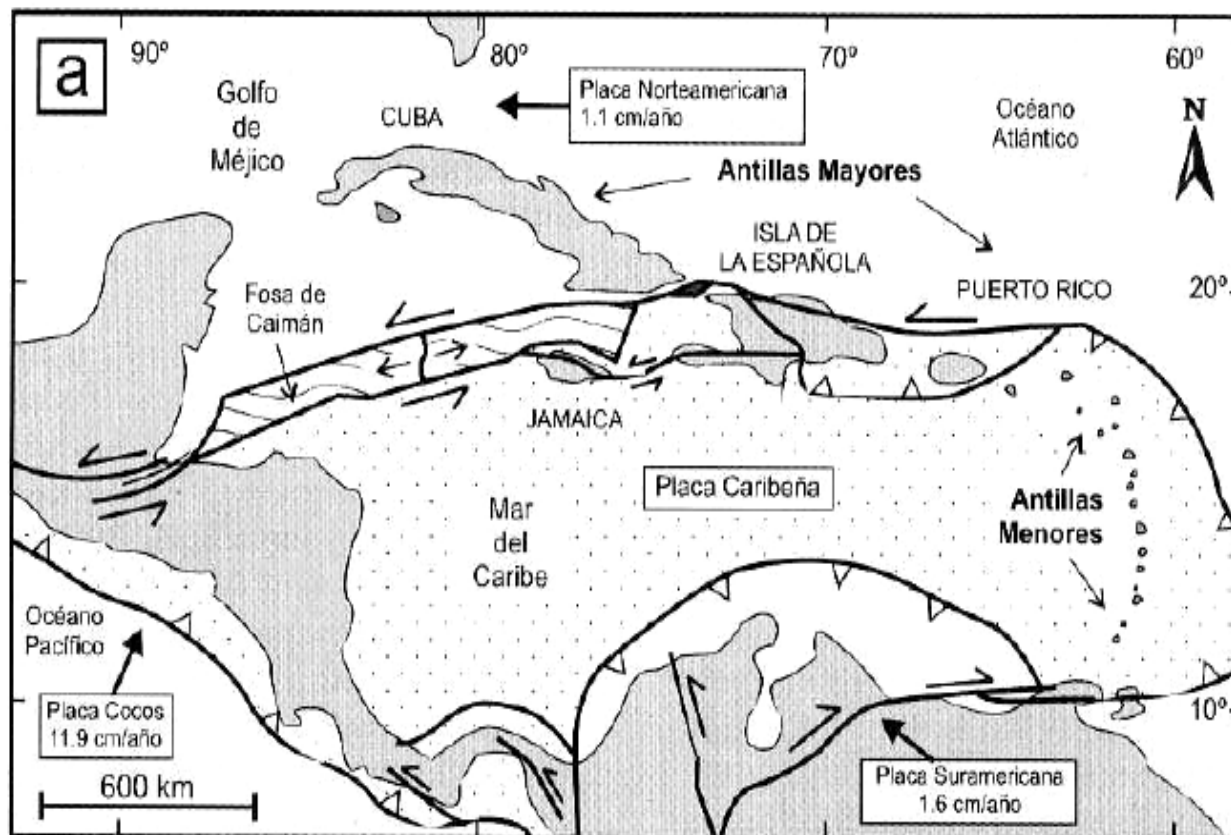 a
90º
80º
70º
60º
Golfo
de
Méjico
CUBA
Placa Norteamericana
1.1 cm/año
Océano
Atlántico
N
Antillas Mayores
ISLA DE
LA ESPAÑOLA
PUERTO RICO
20º
Fosa de
Caimán
JAMAICA
Placa Caribeña
Mar
del
Caribe
Antillas
Menores
Océano
Pacífico
Placa Cocos
11.9 cm/año
10º
Placa Suramericana
1.6 cm/año
600 km